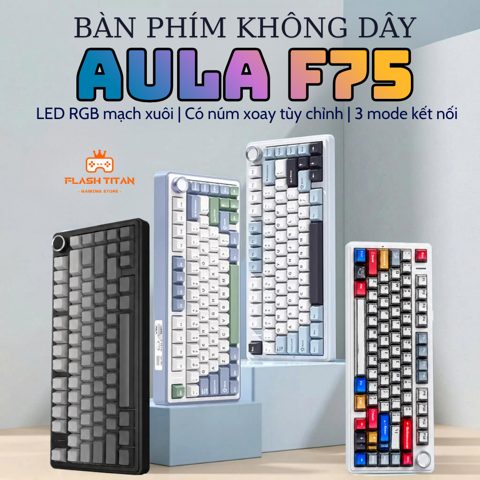 BÀN PHÍM KHÔNG DÂY
AULA F75
LED RGB mạch xuôi | Có núm xoay tùy chỉnh | 3 mode kết nối
FLASH TITAN
- GAMING STORE -